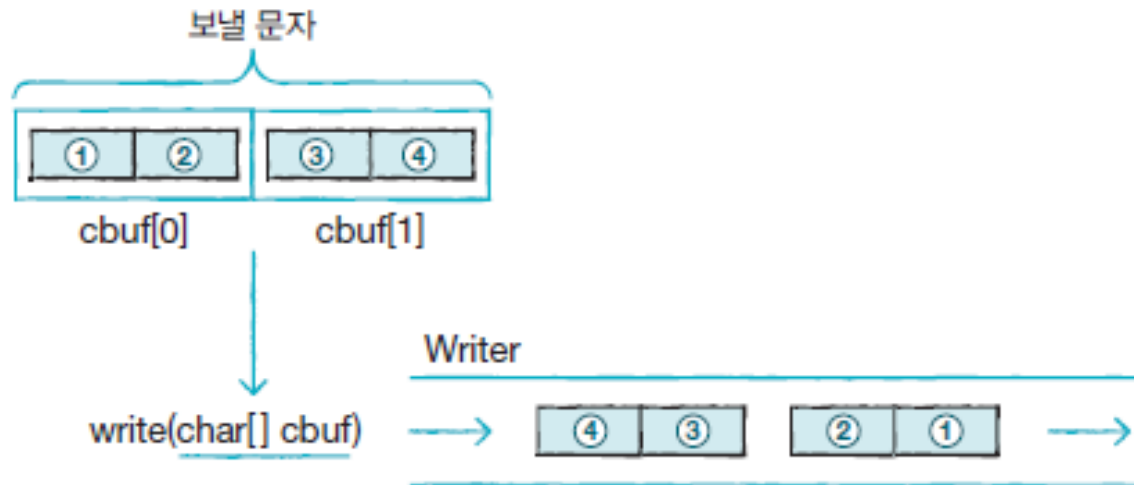 보낼 문자
① ② ③ ④
cbuf[0] cbuf[1]
Writer
write(char[] cbuf) ④ ③ ② ①